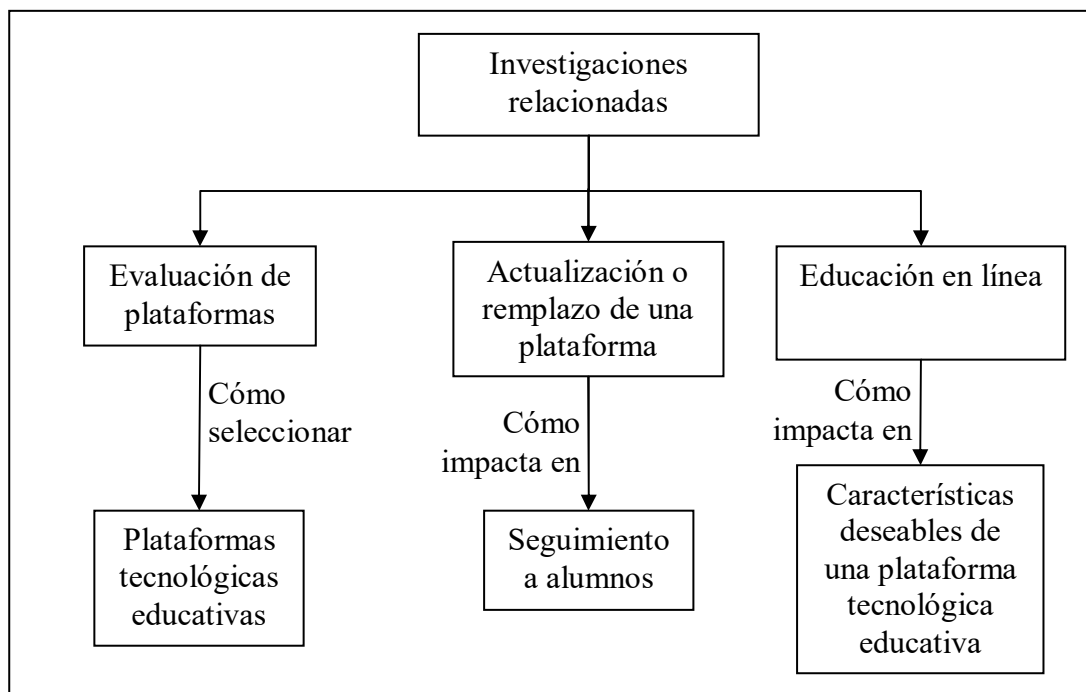 Investigaciones
relacionadas
Evaluación de
plataformas
Actualización o
remplazo de una
plataforma
Educación en línea
Cómo
seleccionar
Cómo
impacta en
Cómo
impacta en
Plataformas
tecnológicas
educativas
Seguimiento
a alumnos
Características
deseables de
una plataforma
tecnológica
educativa